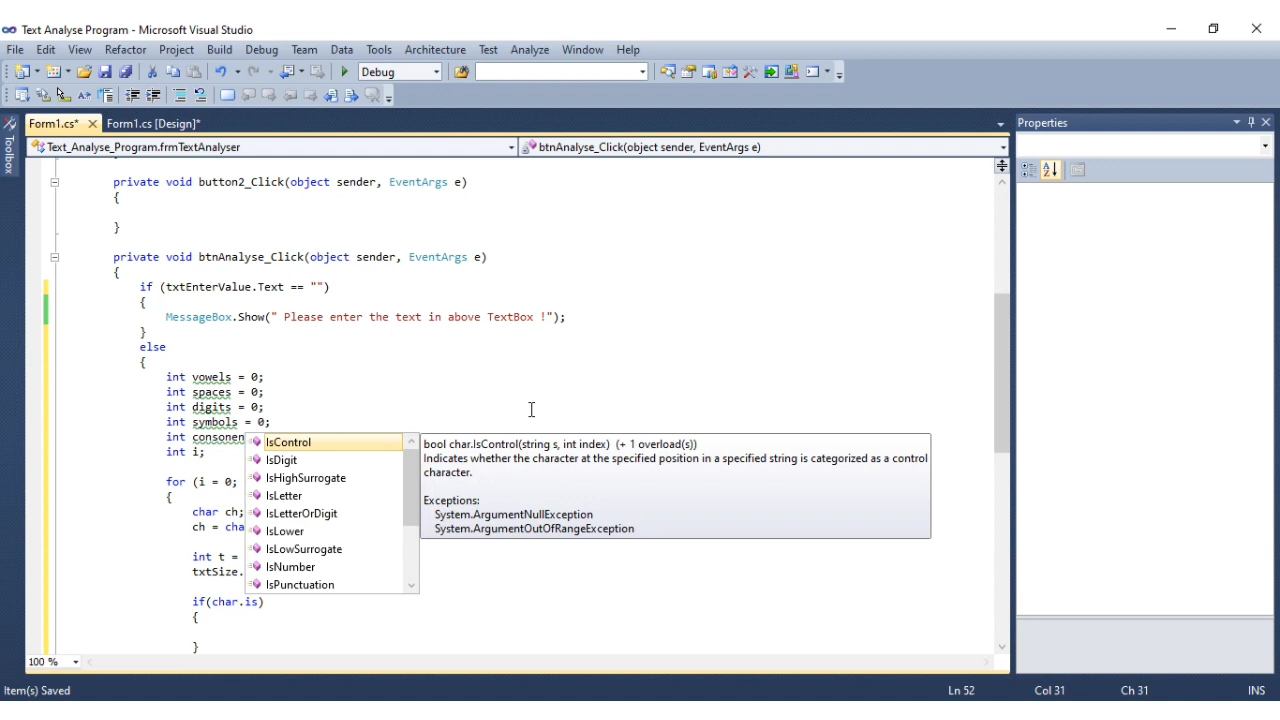 Text Analyse Program - Microsoft Visual Studio
File Edit View Refactor Project Build Debug Team Data Tools Architecture Test Analyze Window Help
Debug
Form1.cs* Form1.cs [Design]* Properties
Text_Analyse_Program.frmTextAnalyser btnAnalyse_Click(object sender, EventArgs e)
Toolbox
private void button2_Click(object sender, EventArgs e)
{
}
private void btnAnalyse_Click(object sender, EventArgs e)
{
if (txtEnterValue.Text == "")
{
MessageBox.Show(" Please enter the text in above TextBox !");
}
else
{
int vowels = 0;
int spaces = 0;
int digits = 0;
int symbols = 0;
int consonen
int i;
for (i = 0;
{
char ch;
ch = cha
int t =
txtSize.
if(char.is)
{
}
IsControl
IsDigit
IsHighSurrogate
IsLetter
IsLetterOrDigit
IsLower
IsLowSurrogate
IsNumber
IsPunctuation
bool char.IsControl(string s, int index) (+ 1 overload(s))
Indicates whether the character at the specified position in a specified string is categorized as a control
character.
Exceptions:
System.ArgumentNullException
System.ArgumentOutOfRangeException
100 %
Item(s) Saved Ln 52 Col 31 Ch 31 INS